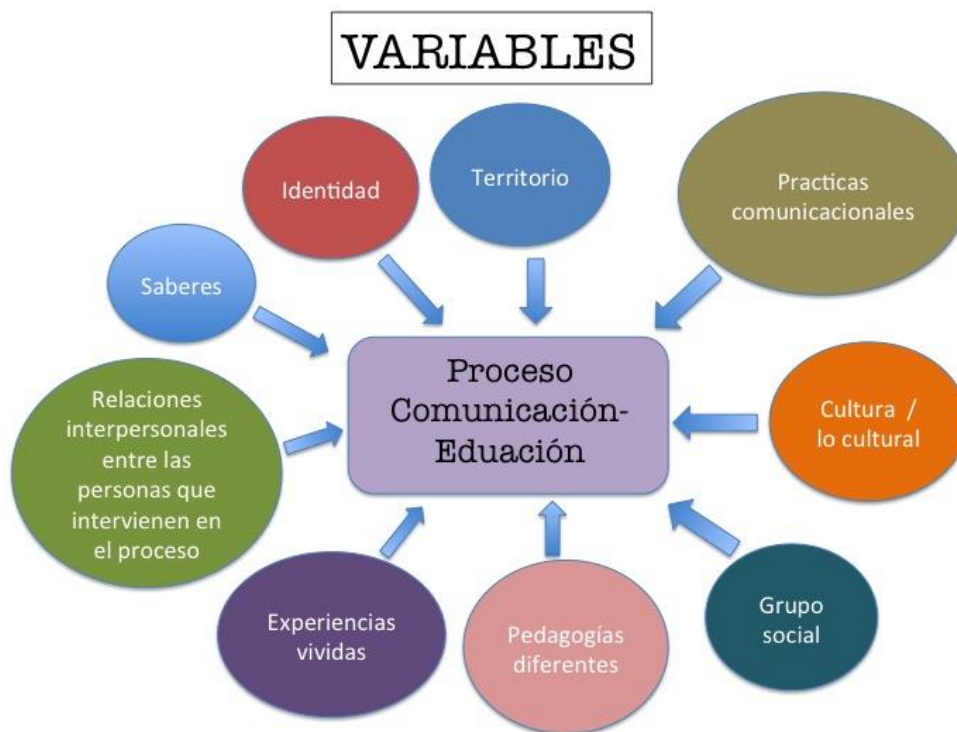 VARIABLES
Identidad
Territorio
Practicas
comunicacionales
Saberes
Proceso
Comunicación-
Eduación
Relaciones
interpersonales
entre las
personas que
intervienen en
el proceso
Cultura /
lo cultural
Experiencias
vividas
Pedagogías
diferentes
Grupo
social